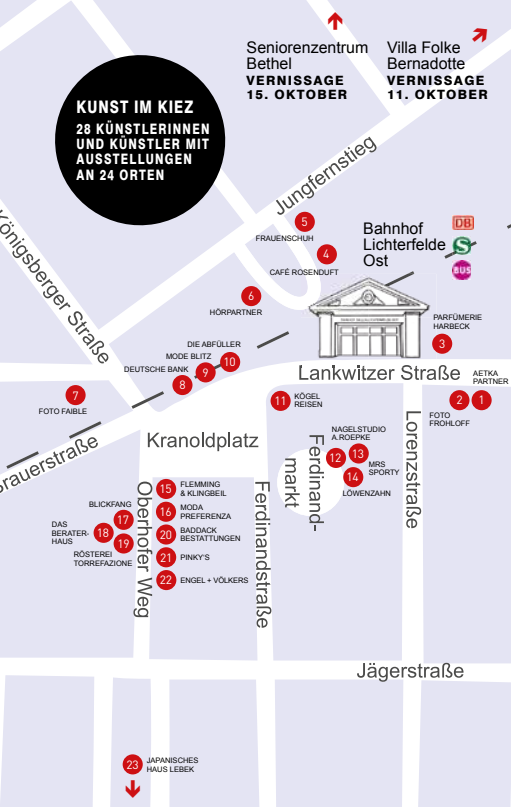 Seniorenzentrum
Bethel
VERNISSAGE
15. OKTOBER
Villa Folke
Bernadotte
VERNISSAGE
11. OKTOBER
KUNST IM KIEZ
28 KÜNSTLERINNEN
UND KÜNSTLER MIT
AUSSTELLUNGEN
AN 24 ORTEN
Jungfernstieg
Königsberger Straße
5
FRAUENSCHUH
4
CAFÉ ROSENDUFT
Bahnhof
Lichterfelde
Ost
DB
S
BUS
6
HÖRPARTNER
PARFÜMERIE
HARBECK
3
DIE ABFÜLLER
10
MODE BLITZ
9
DEUTSCHE BANK
8
Lankwitzer Straße
AETKA
PARTNER
1
2
FOTO
FROHLOFF
7
FOTO FAIBLE
11
KÖGEL
REISEN
Brauerstraße
Kranoldplatz
Ferdinand-
markt
NAGELSTUDIO
A.ROEPKE
12
13
MRS
SPORTY
14
LÖWENZAHN
Lorenzstraße
15
FLEMMING
& KLINGBEIL
16
MODA
PREFERENZA
20
BADDACK
BESTATTUNGEN
21
PINKY'S
22
ENGEL + VÖLKERS
BLICKFANG
17
DAS
BERATER-
HAUS
18
19
RÖSTEREI
TORREFAZIONE
Oberhofer Weg
Ferdinandstraße
Jägerstraße
23
JAPANISCHES
HAUS LEBEK